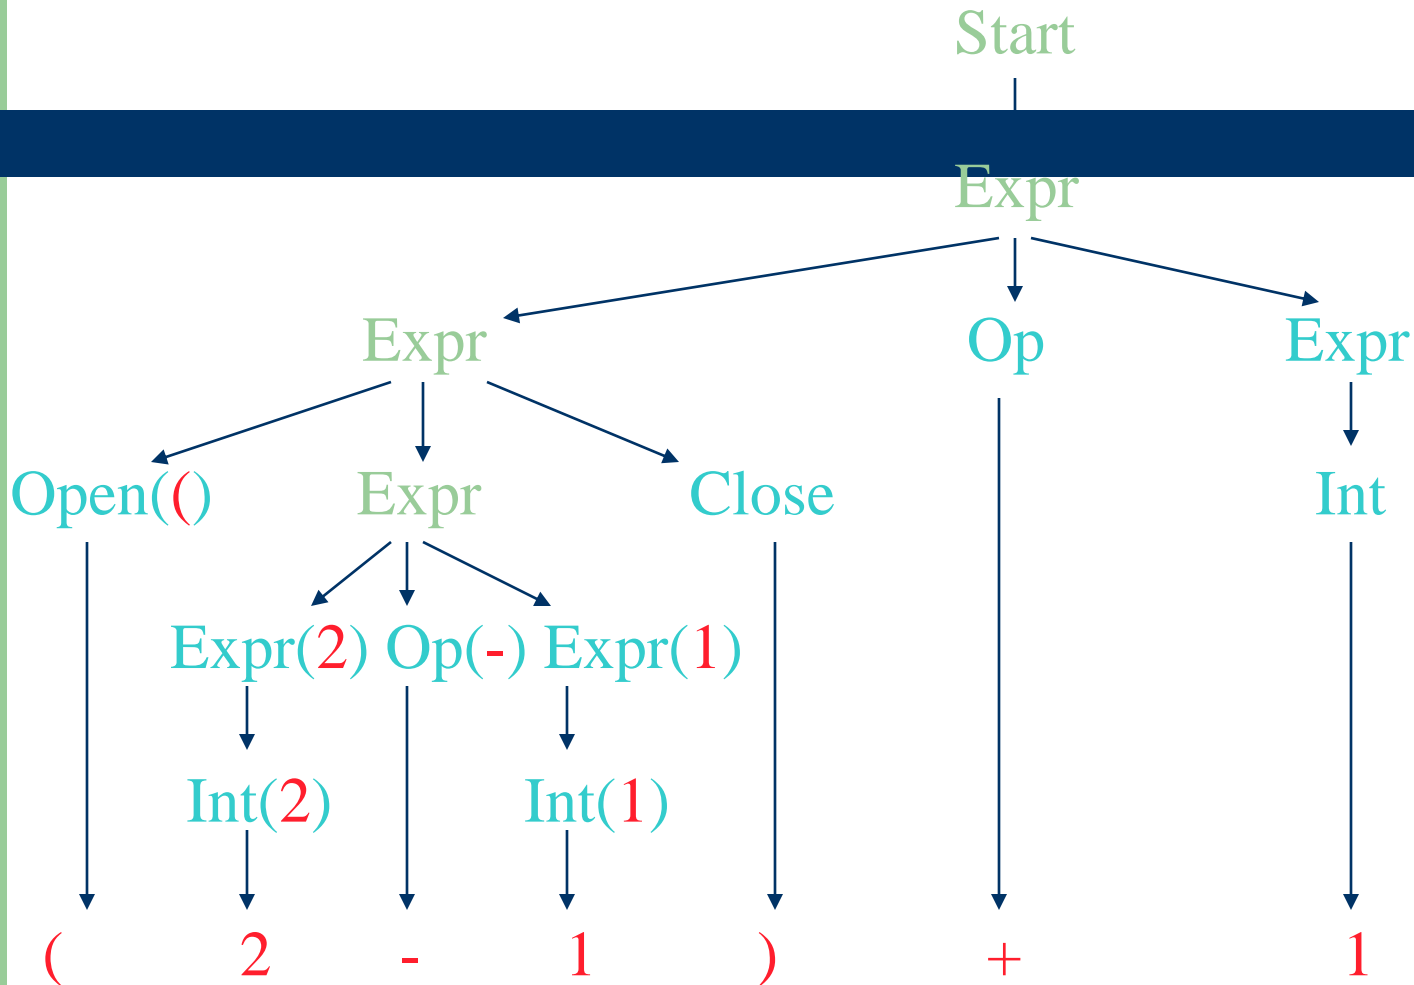 Start
Expr
Expr Op Expr
Open(() Expr Close Int
Expr(2) Op(-) Expr(1)
Int(2) Int(1)
( 2 - 1 ) + 1